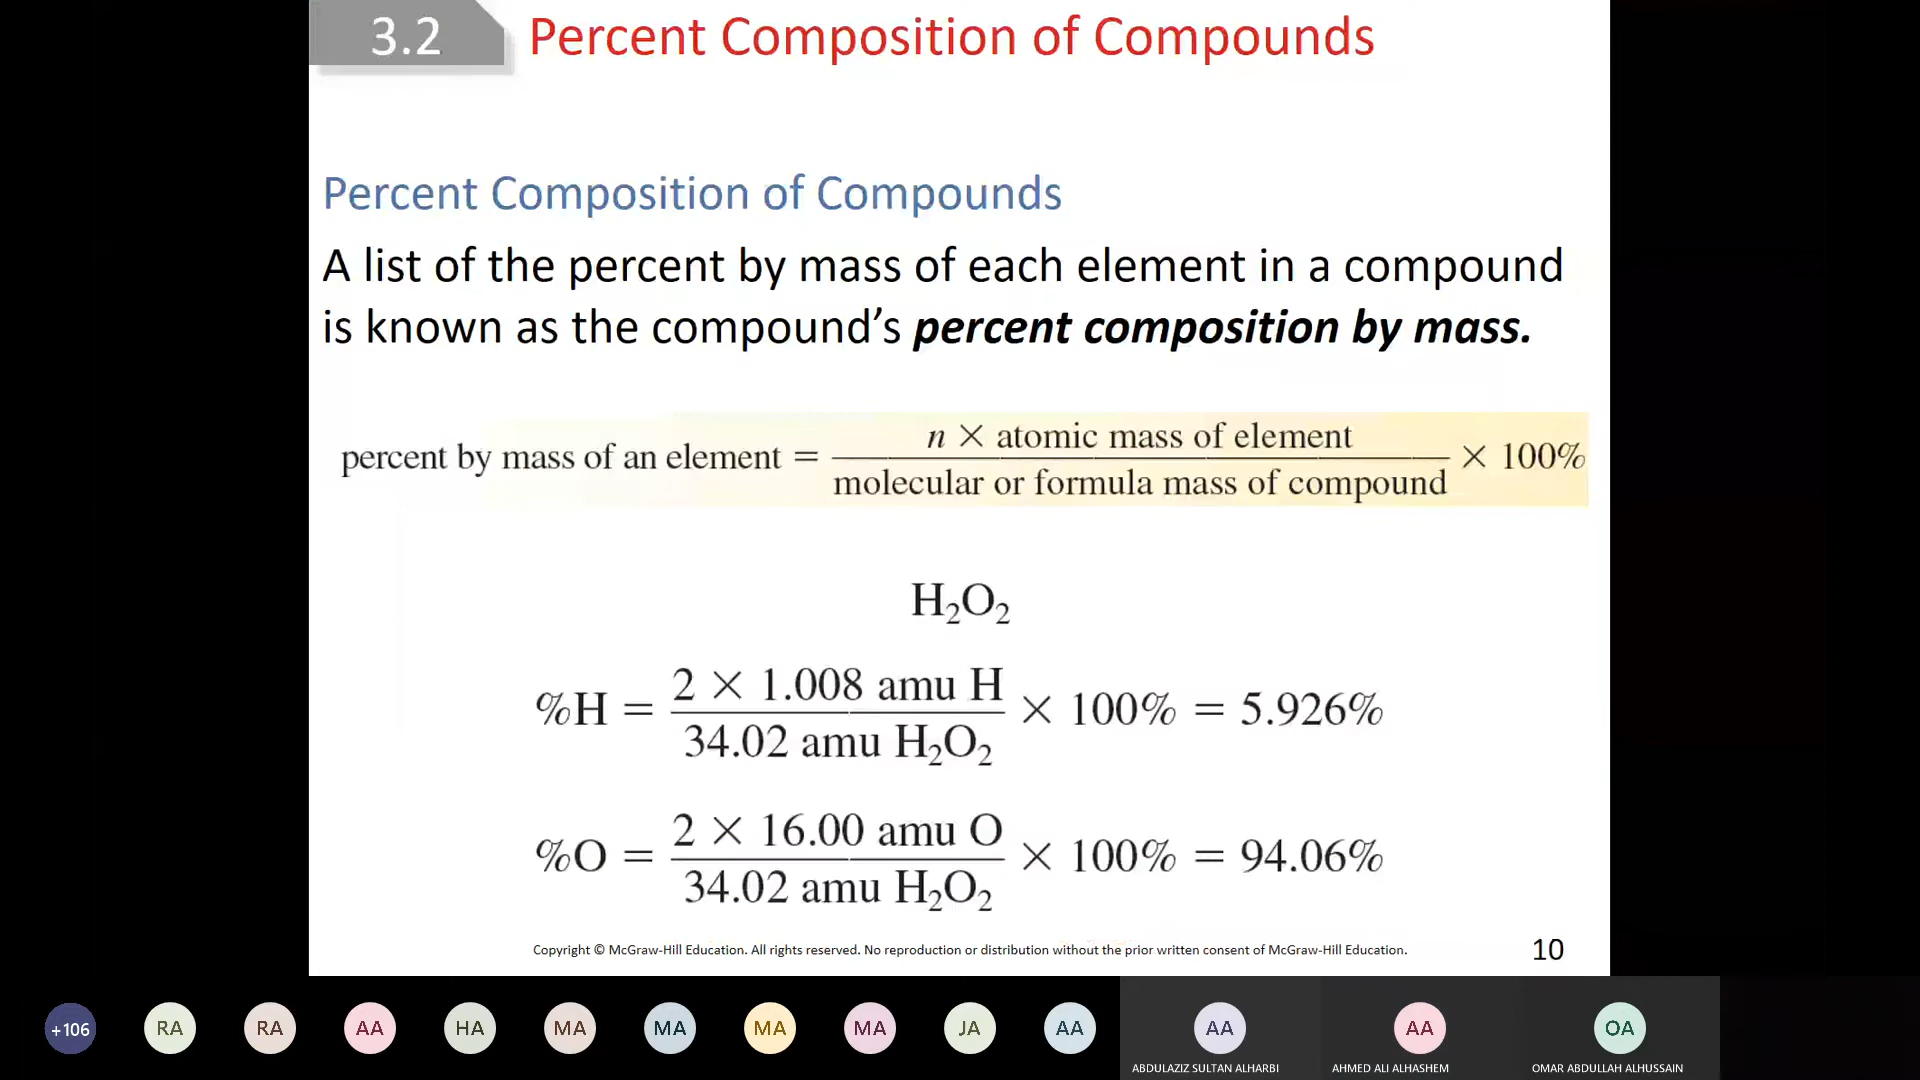 3.2 Percent Composition of Compounds
Percent Composition of Compounds
A list of the percent by mass of each element in a compound
is known as the compound’s percent composition by mass.
percent by mass of an element = n × atomic mass of element / molecular or formula mass of compound × 100%
H₂O₂
%H = 2 × 1.008 amu H / 34.02 amu H₂O₂ × 100% = 5.926%
%O = 2 × 16.00 amu O / 34.02 amu H₂O₂ × 100% = 94.06%
Copyright © McGraw-Hill Education. All rights reserved. No reproduction or distribution without the prior written consent of McGraw-Hill Education. 10
+106 RA RA AA HA MA MA MA MA JA AA AA AA OA
ABDULAZIZ SULTAN ALHARBI AHMED ALI ALHASHEM OMAR ABDULLAH ALHUSSAIN